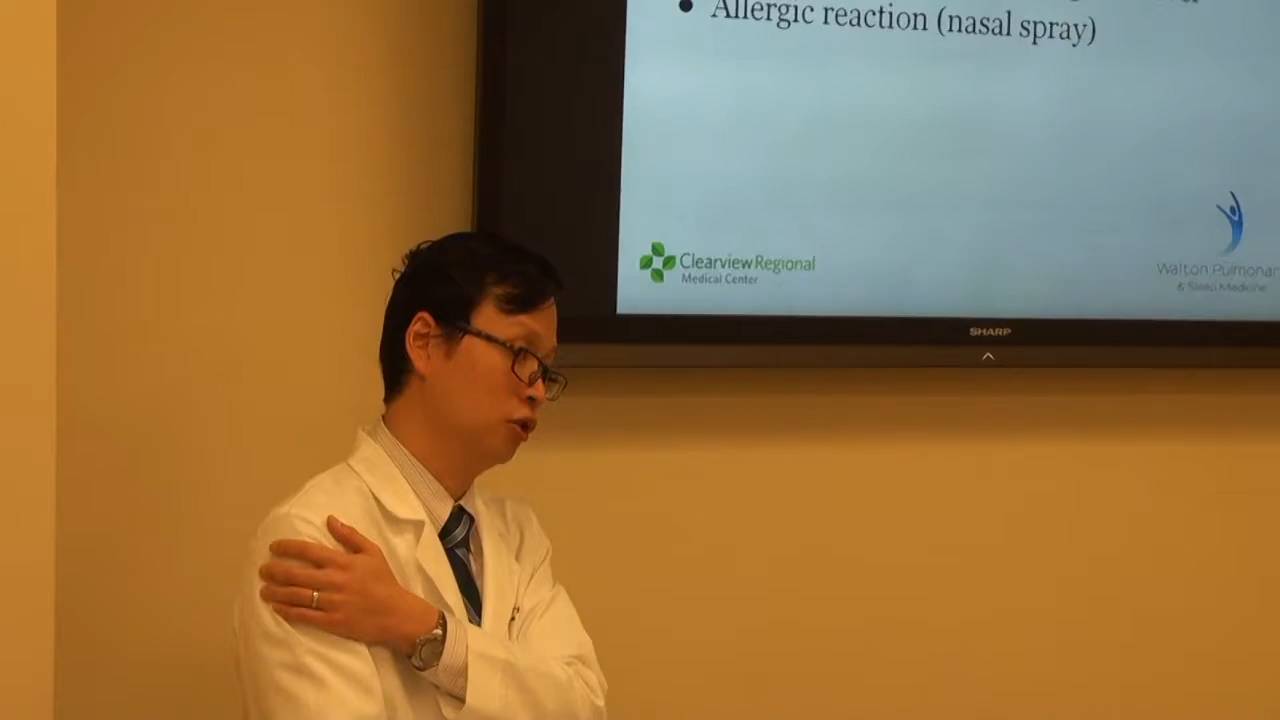 • Allergic reaction (nasal spray)
Clearview Regional
Medical Center
Walton Pulmonar
& Sleep Medicine
SHARP